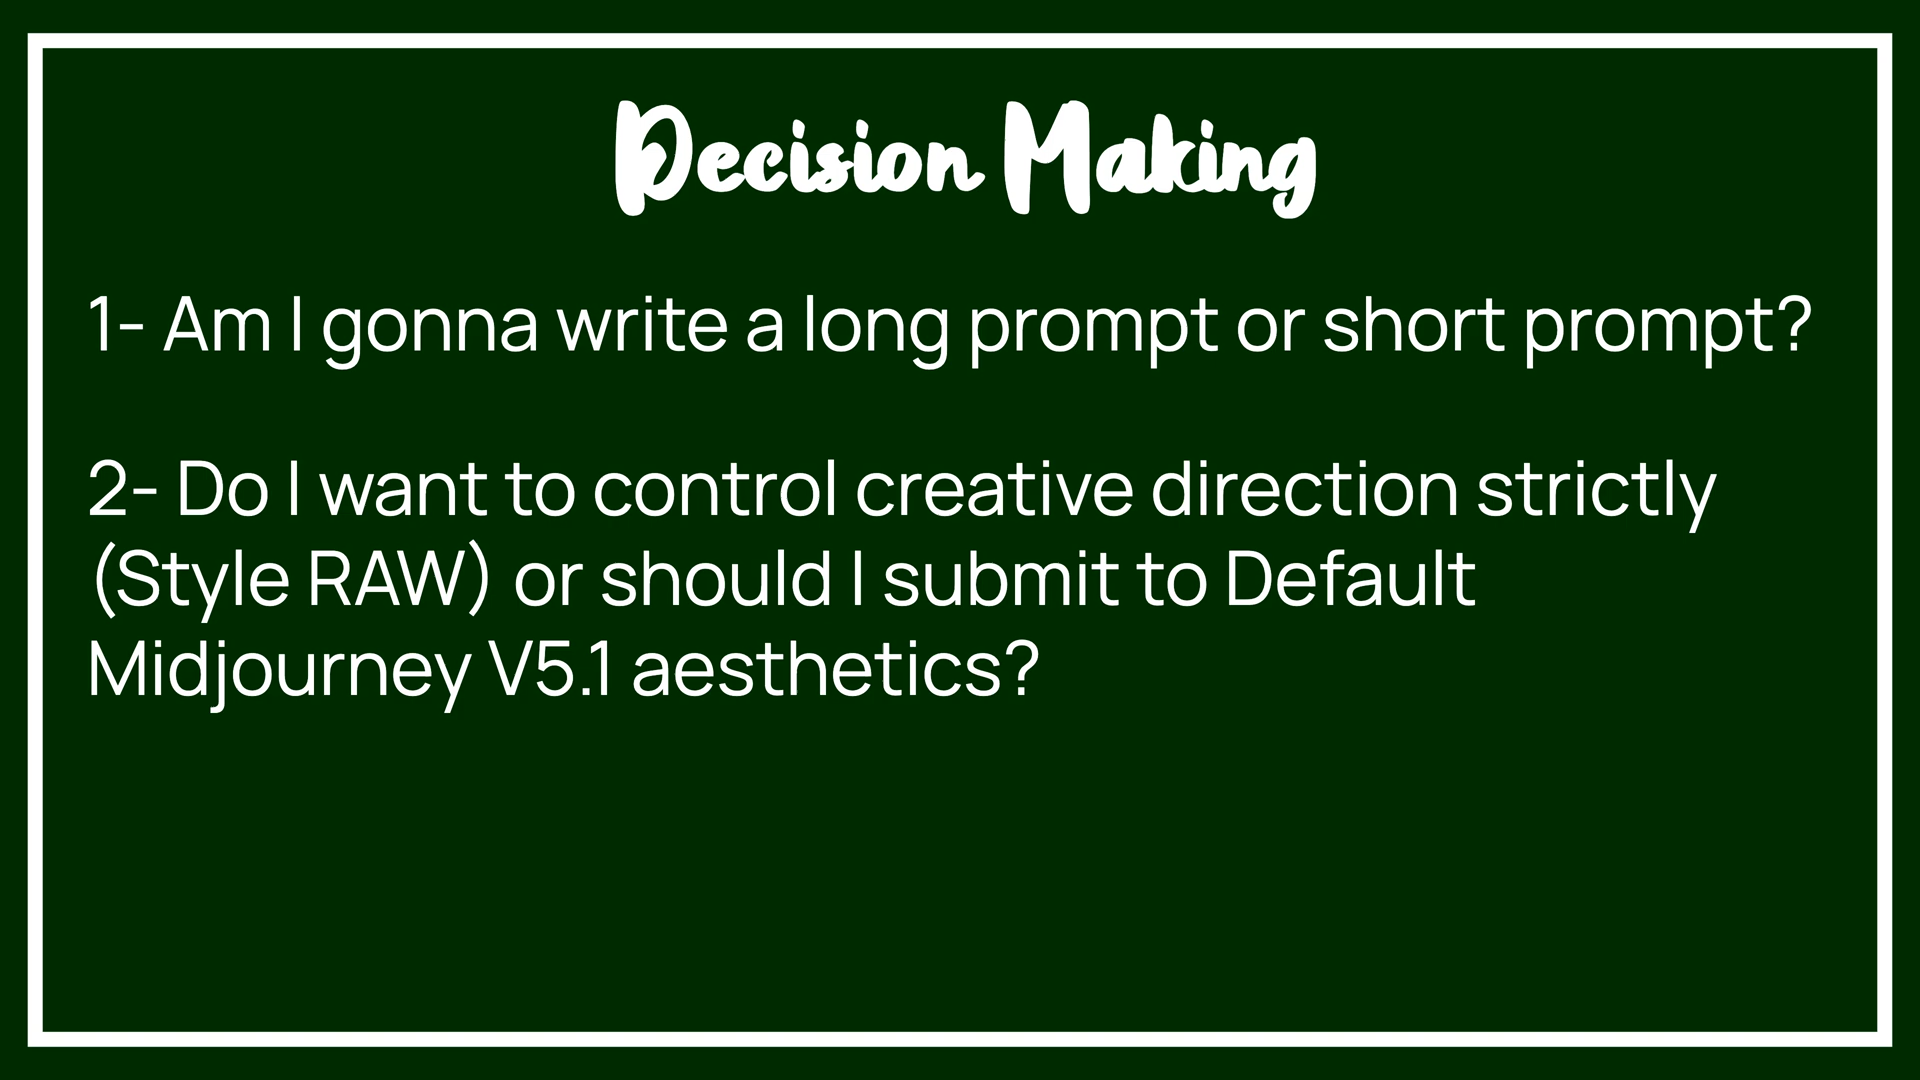 Decision Making
1- Am I gonna write a long prompt or short prompt?
2- Do I want to control creative direction strictly
(Style RAW) or should I submit to Default
Midjourney V5.1 aesthetics?